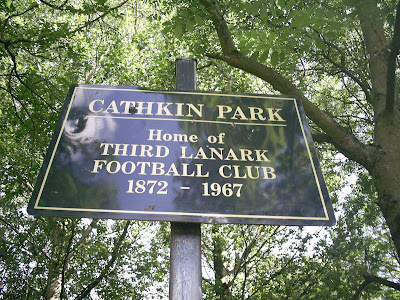 CATHKIN PARK
Home of
THIRD LANARK
FOOTBALL CLUB
1872 - 1967